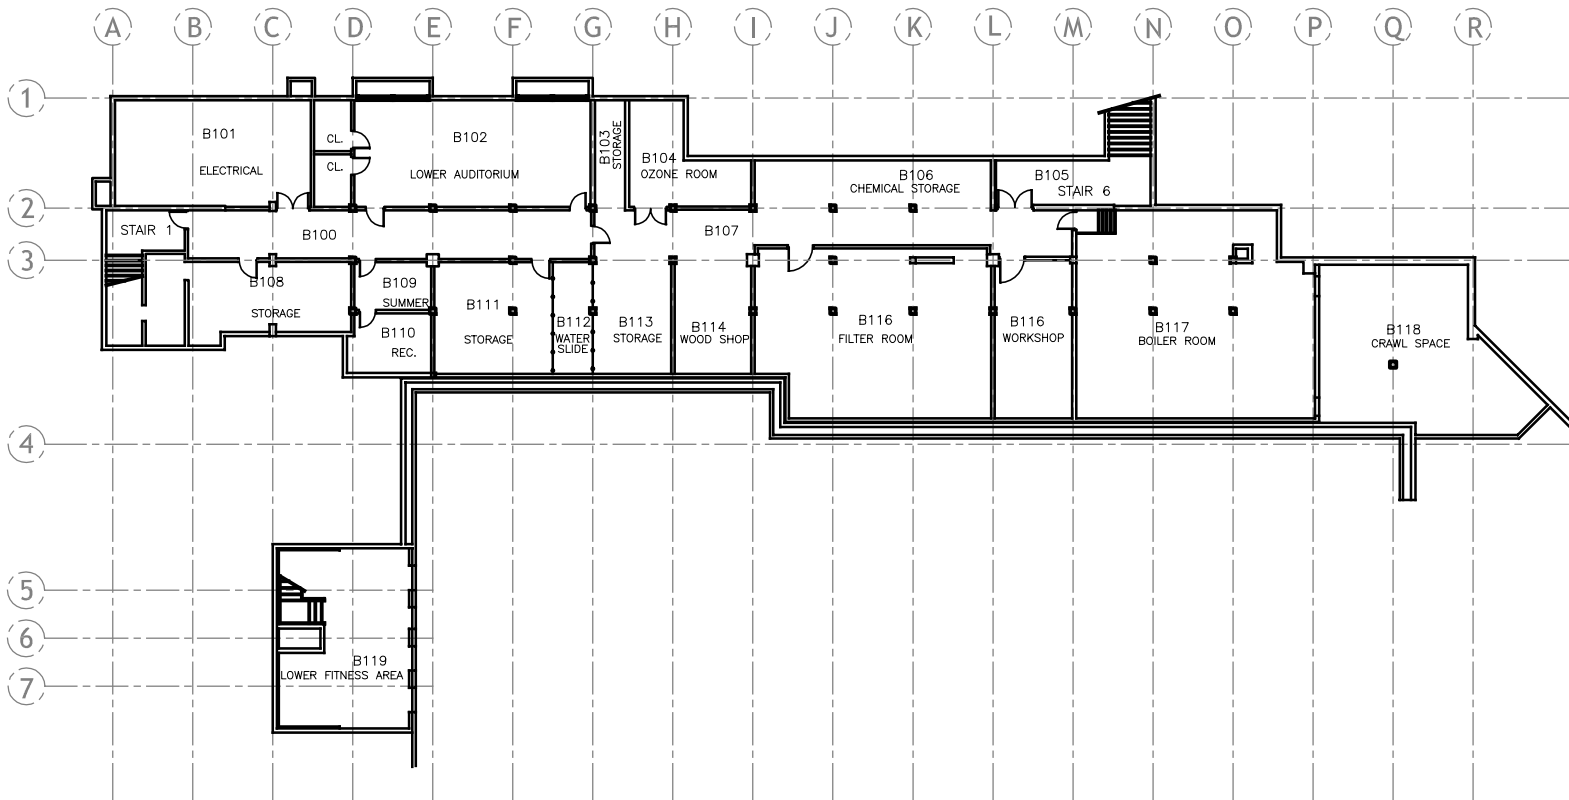 A B C D E F G H I J K L M N O P Q R
1
B101
ELECTRICAL
CL.
CL.
B102
LOWER AUDITORIUM
B103
STORAGE
B104
OZONE ROOM
B106
CHEMICAL STORAGE
B105
STAIR 6
2
STAIR 1
B100
B107
3
B108
STORAGE
B109
SUMMER
B110
REC.
B111
STORAGE
B112
WATER
SLIDE
B113
STORAGE
B114
WOOD SHOP
B116
FILTER ROOM
B116
WORKSHOP
B117
BOILER ROOM
B118
CRAWL SPACE
4
5
6
B119
LOWER FITNESS AREA
7